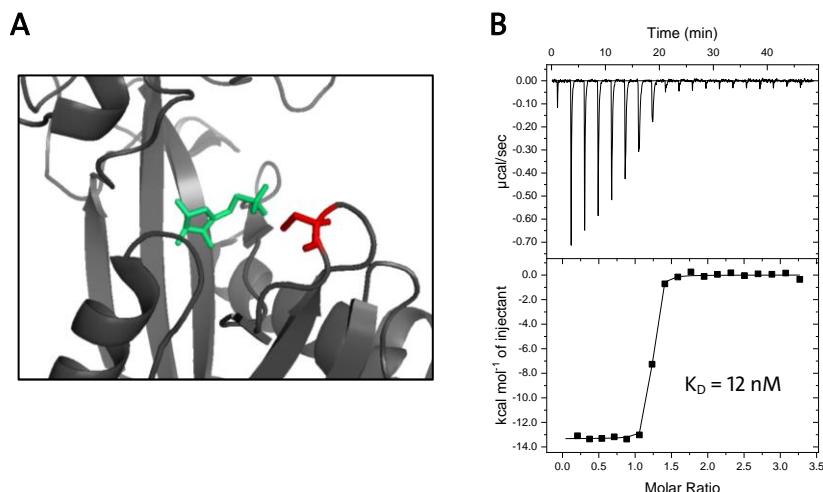 A
B
Time (min)
0 10 20 30 40
0.00
-0.10
-0.20
-0.30
-0.40
-0.50
-0.60
-0.70
µcal/sec
0.0
-2.0
-4.0
-6.0
-8.0
-10.0
-12.0
-14.0
kcal mol⁻¹ of injectant
K_D = 12 nM
0.0 0.5 1.0 1.5 2.0 2.5 3.0 3.5
Molar Ratio